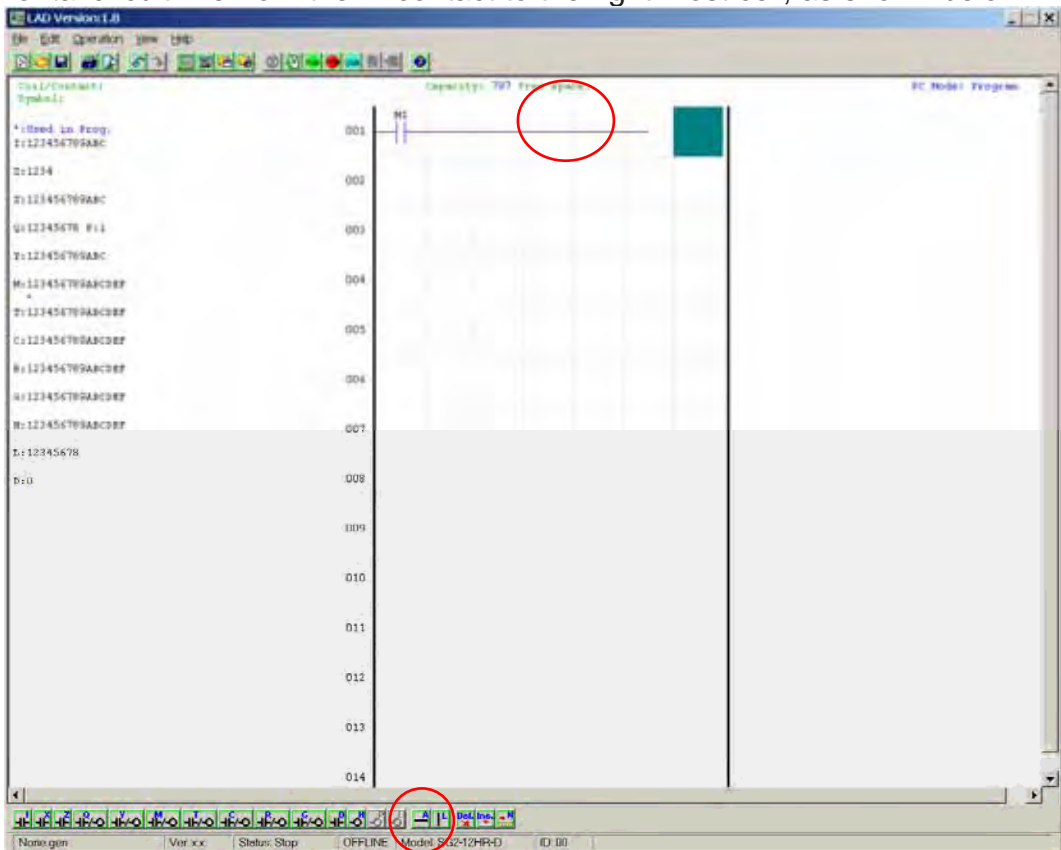 LAD Version:1.0
File Edit Operation View Help
Coil/Contact: Capacity: 787 Free Space. PC Mode: Program
Symbol:
M1
*:Used in Prog.
I:123456789ABC
001
Z:1234
002
X:123456789ABC
Q:12345678 F:1
003
Y:123456789ABC
M:123456789ABCDEF
*
004
T:123456789ABCDEF
C:123456789ABCDEF
005
R:123456789ABCDEF
006
G:123456789ABCDEF
H:123456789ABCDEF
007
L:12345678
D:0
008
009
010
011
012
013
014
I X Z Q Y M T C R G D H P L A L Del. Ins. N
None.gen Ver x.x: Status: Stop OFFLINE Model: SG2-12HR-D ID:00